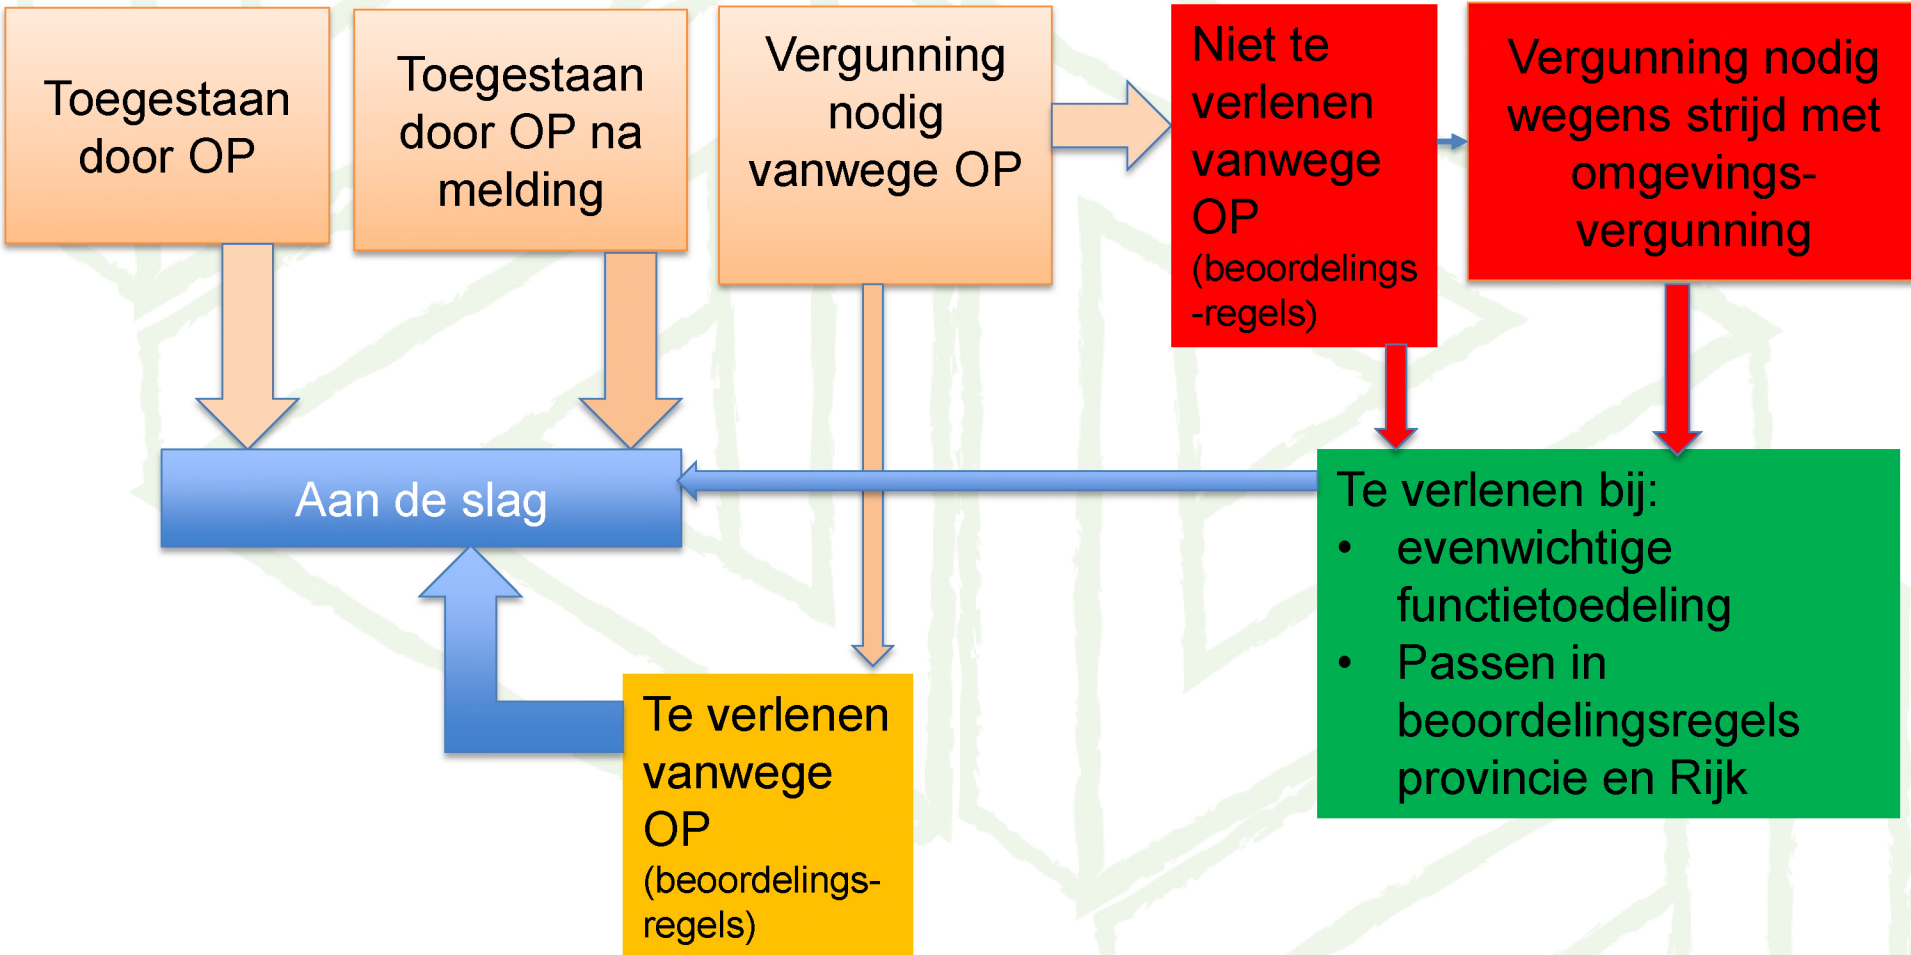 Toegestaan
door OP
Toegestaan
door OP na
melding
Vergunning
nodig
vanwege OP
Niet te
verlenen
vanwege
OP
(beoordelings
-regels)
Vergunning nodig
wegens strijd met
omgevings-
vergunning
Aan de slag
Te verlenen bij:
• evenwichtige
functietoedeling
• Passen in
beoordelingsregels
provincie en Rijk
Te verlenen
vanwege
OP
(beoordelings-
regels)